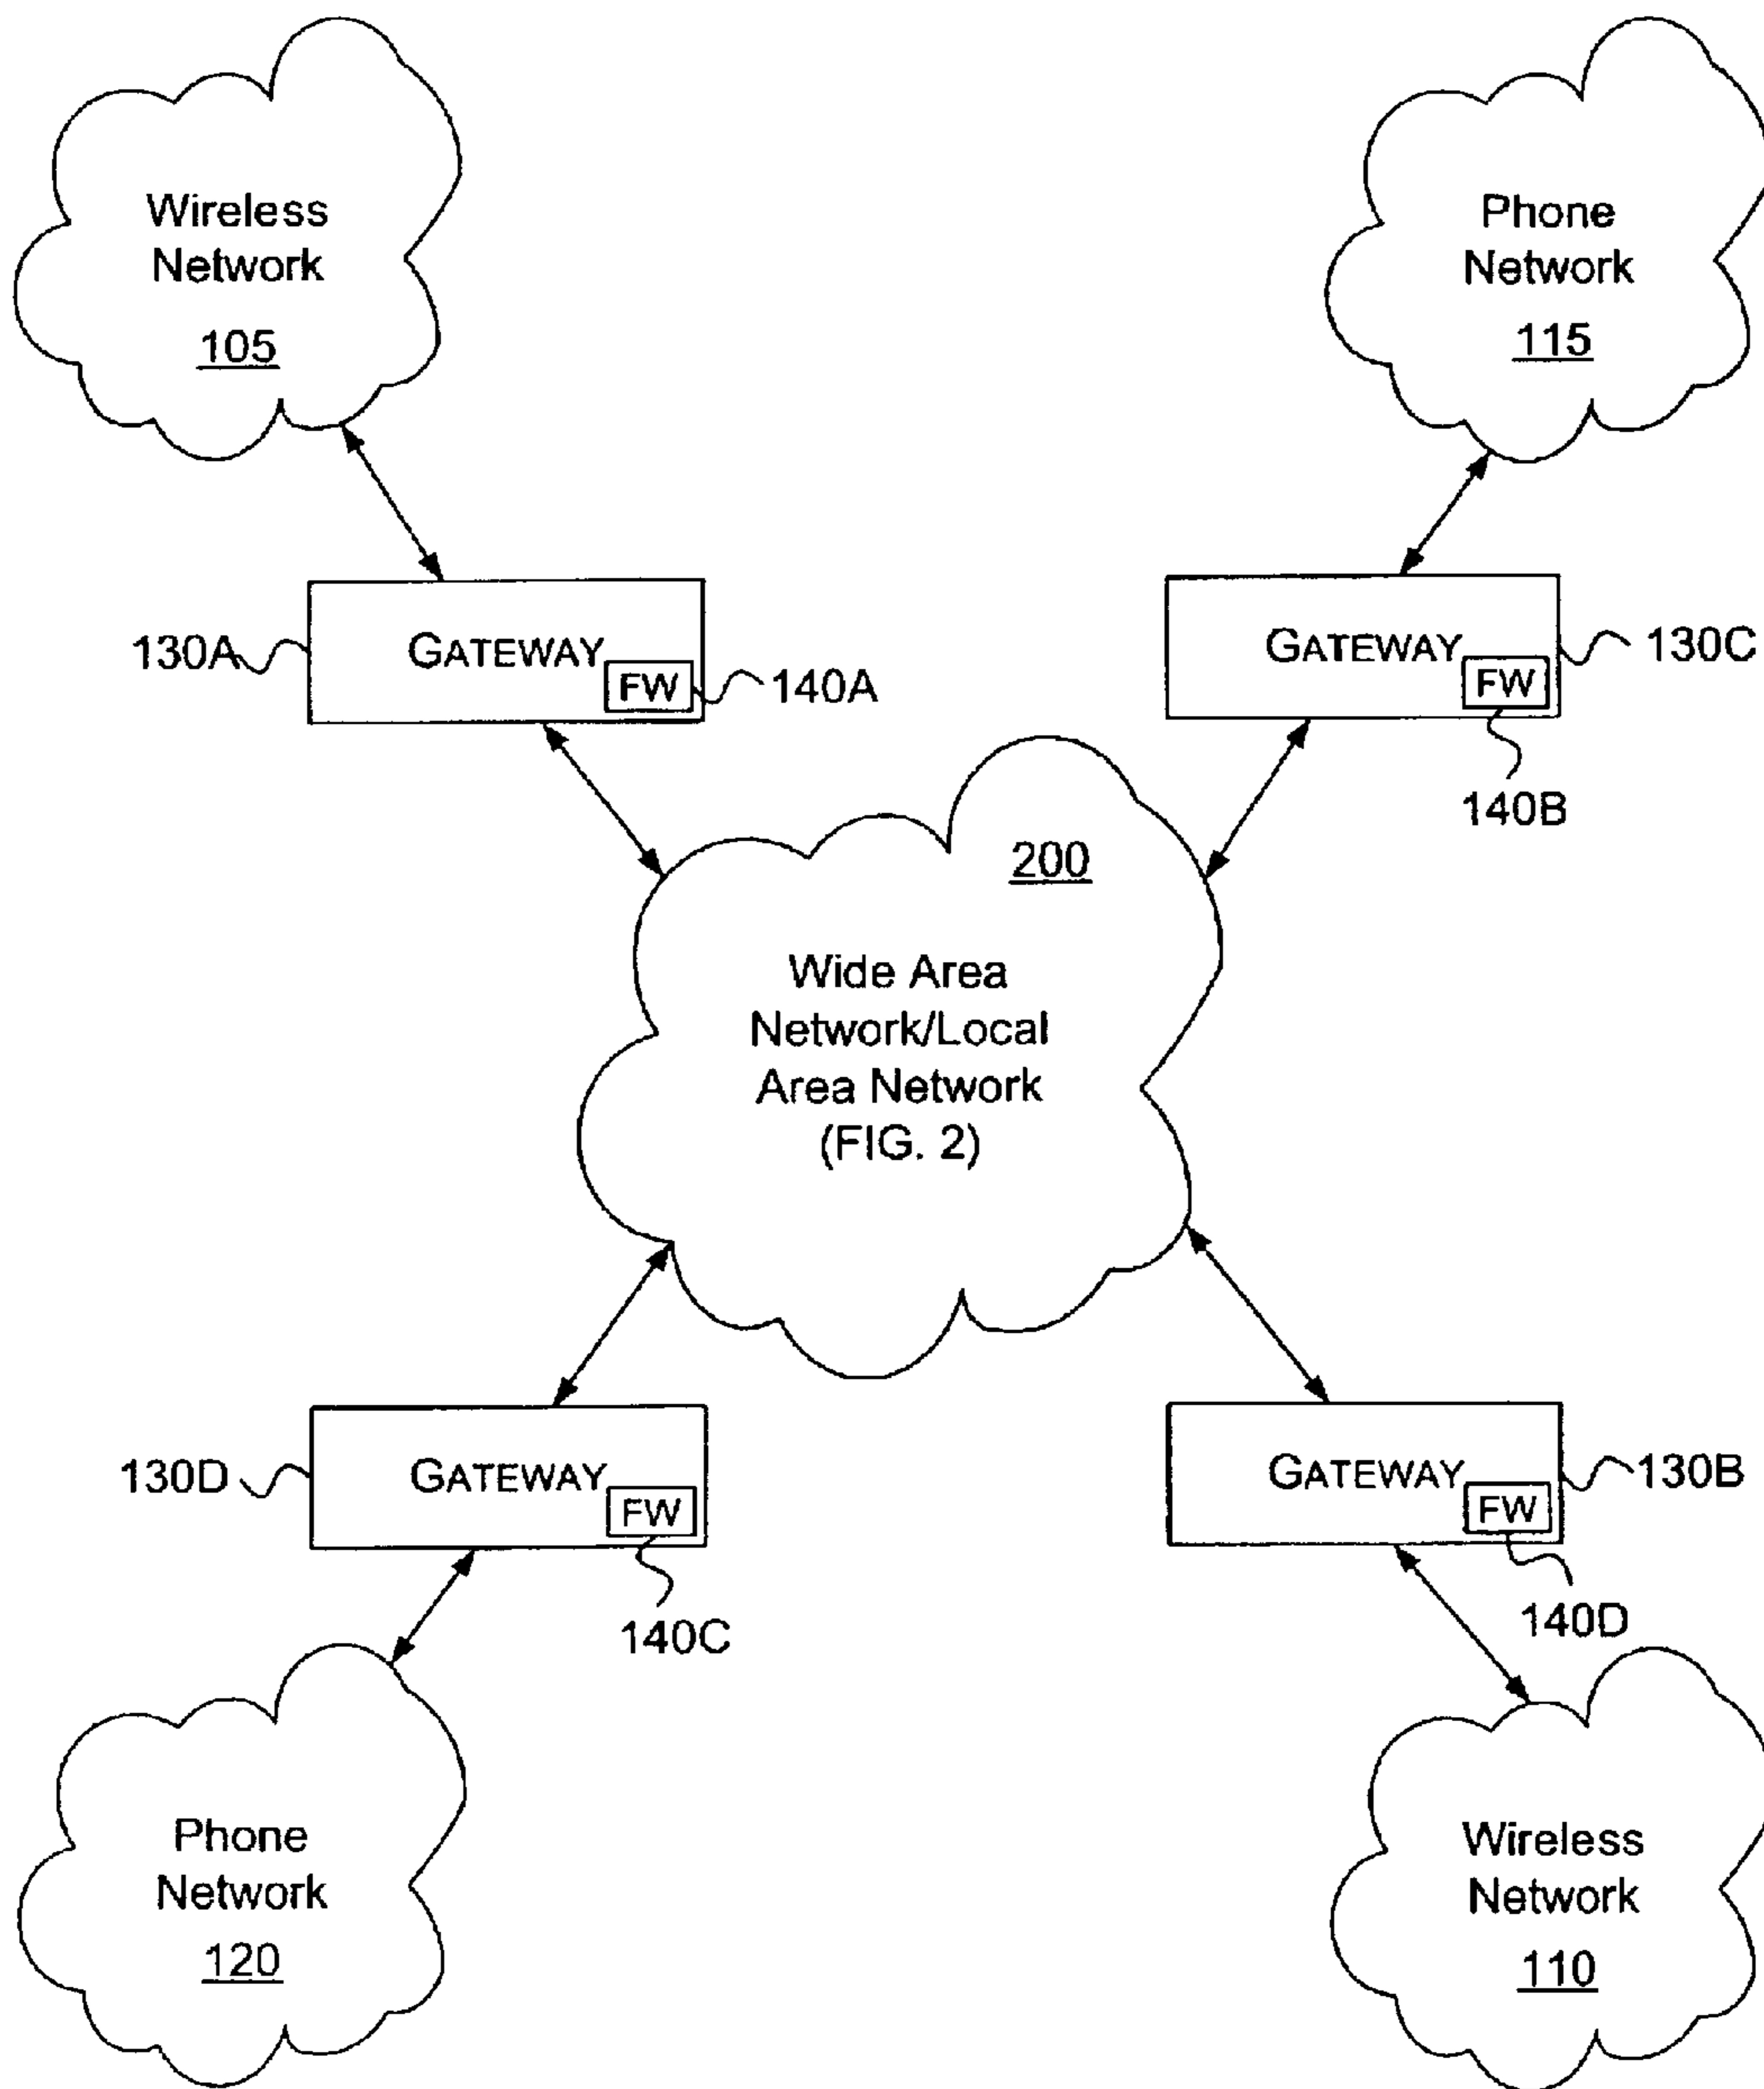 Wireless
Network
105
Phone
Network
115
130A
GATEWAY
FW
140A
GATEWAY
FW
130C
140B
200
Wide Area
Network/Local
Area Network
(FIG. 2)
130D
GATEWAY
FW
140C
GATEWAY
FW
130B
140D
Phone
Network
120
Wireless
Network
110